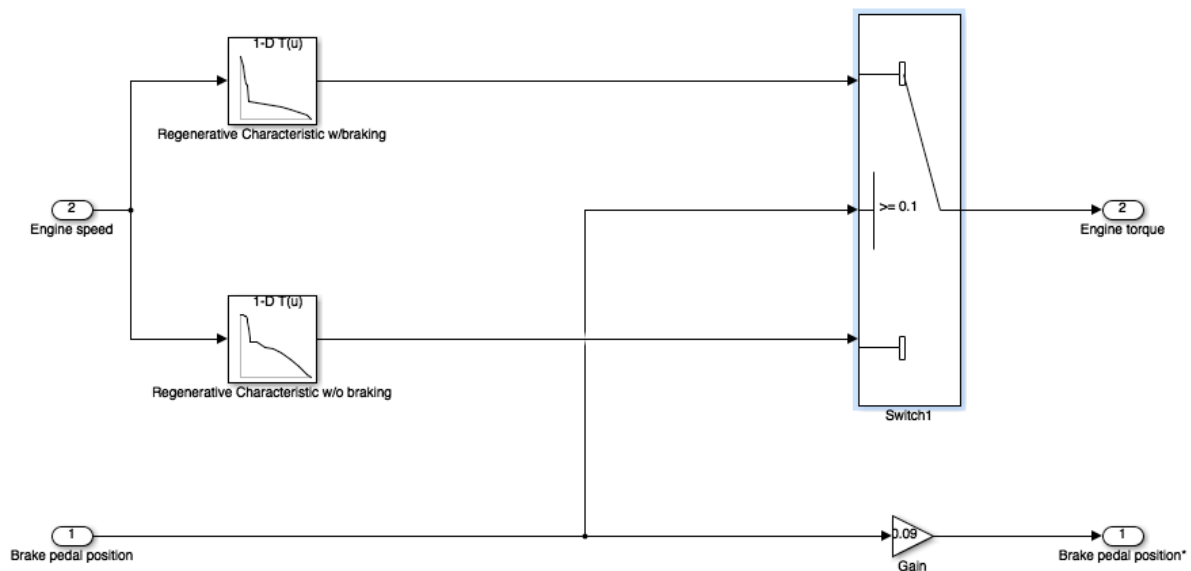 1-D T(u)
Regenerative Characteristic w/braking
>= 0.1
2
Engine speed
2
Engine torque
1-D T(u)
Regenerative Characteristic w/o braking
Switch1
1
Brake pedal position
0.09
Gain
1
Brake pedal position*